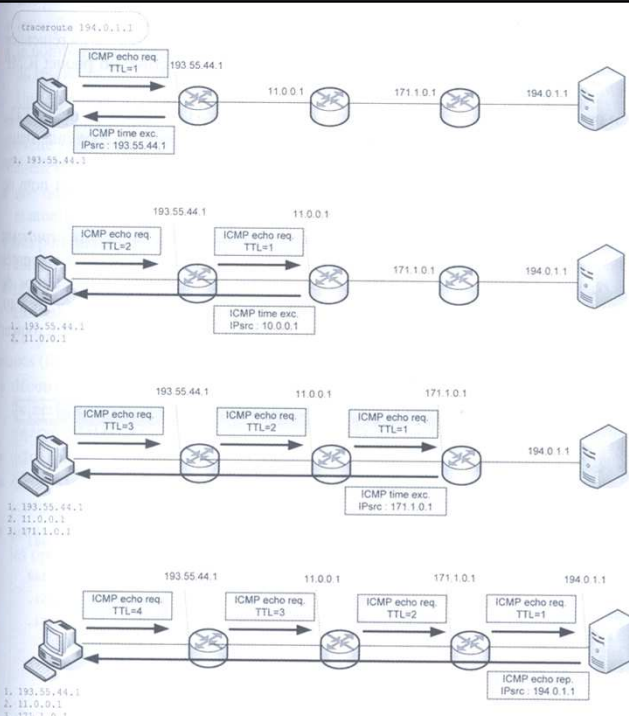 traceroute 194.0.1.1
ICMP echo req.
TTL=1
193.55.44.1
11.0.0.1
171.1.0.1
194.0.1.1
ICMP time exc.
IPsrc : 193.55.44.1
1. 193.55.44.1
193.55.44.1
11.0.0.1
ICMP echo req.
TTL=2
ICMP echo req.
TTL=1
171.1.0.1
194.0.1.1
ICMP time exc.
IPsrc : 10.0.0.1
1. 193.55.44.1
2. 11.0.0.1
193.55.44.1
11.0.0.1
171.1.0.1
ICMP echo req.
TTL=3
ICMP echo req.
TTL=2
ICMP echo req.
TTL=1
194.0.1.1
ICMP time exc.
IPsrc : 171.1.0.1
1. 193.55.44.1
2. 11.0.0.1
3. 171.1.0.1
193.55.44.1
11.0.0.1
171.1.0.1
194.0.1.1
ICMP echo req.
TTL=4
ICMP echo req.
TTL=3
ICMP echo req.
TTL=2
ICMP echo req.
TTL=1
ICMP echo rep.
IPsrc : 194.0.1.1
1. 193.55.44.1
2. 11.0.0.1
3. 171.1.0.1